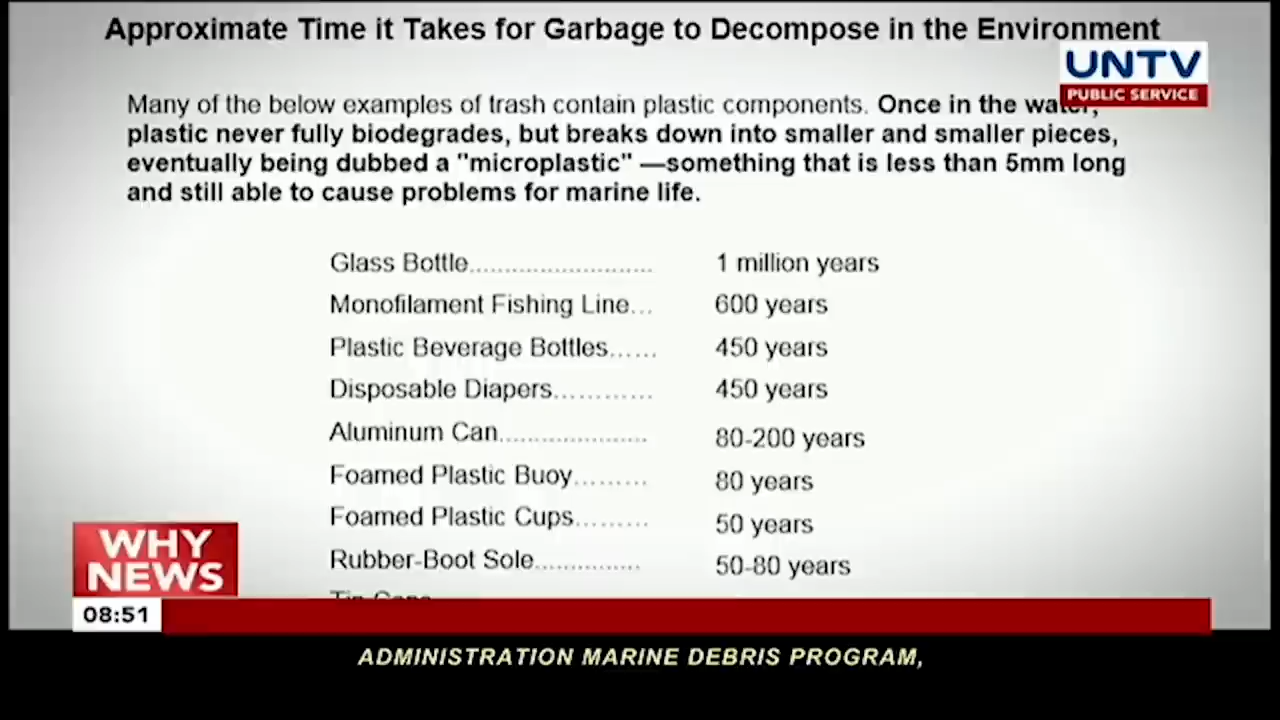 Approximate Time it Takes for Garbage to Decompose in the Environment
UNTV
PUBLIC SERVICE
Many of the below examples of trash contain plastic components. Once in the water,
plastic never fully biodegrades, but breaks down into smaller and smaller pieces,
eventually being dubbed a "microplastic" —something that is less than 5mm long
and still able to cause problems for marine life.
Glass Bottle.......................... 1 million years
Monofilament Fishing Line... 600 years
Plastic Beverage Bottles...... 450 years
Disposable Diapers.............. 450 years
Aluminum Can..................... 80-200 years
Foamed Plastic Buoy.......... 80 years
Foamed Plastic Cups.......... 50 years
Rubber-Boot Sole............... 50-80 years
WHY
NEWS
08:51
ADMINISTRATION MARINE DEBRIS PROGRAM,